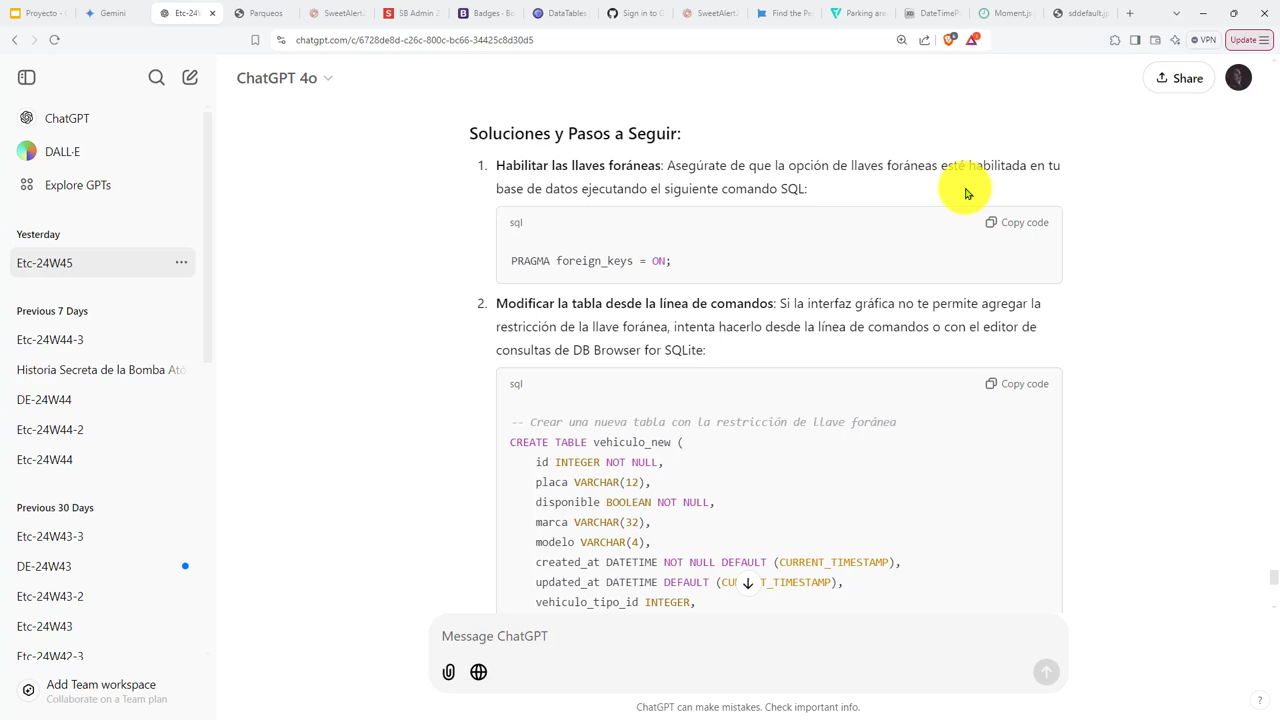 Proyecto - G
Gemini
Etc-24W
Parqueos
SweetAlert2
SB Admin 2
Badges - Bo
DataTables
Sign in to G
SweetAlert2
Find the Pe
Parking are
DateTimeP
Moment.js
sddefault.jp
chatgpt.com/c/6728de8d-c26c-800c-bc66-34425c8d30d5
VPN
Update
ChatGPT 4o
Share
ChatGPT
DALL·E
Explore GPTs
Yesterday
Etc-24W45
Previous 7 Days
Etc-24W44-3
Historia Secreta de la Bomba Ató
DE-24W44
Etc-24W44-2
Etc-24W44
Previous 30 Days
Etc-24W43-3
DE-24W43
Etc-24W43-2
Etc-24W43
Etc-24W42-3
Add Team workspace
Collaborate on a Team plan
Soluciones y Pasos a Seguir:
1. Habilitar las llaves foráneas: Asegúrate de que la opción de llaves foráneas esté habilitada en tu
base de datos ejecutando el siguiente comando SQL:
sql
Copy code
PRAGMA foreign_keys = ON;
2. Modificar la tabla desde la línea de comandos: Si la interfaz gráfica no te permite agregar la
restricción de la llave foránea, intenta hacerlo desde la línea de comandos o con el editor de
consultas de DB Browser for SQLite:
sql
Copy code
-- Crear una nueva tabla con la restricción de llave foránea
CREATE TABLE vehiculo_new (
id INTEGER NOT NULL,
placa VARCHAR(12),
disponible BOOLEAN NOT NULL,
marca VARCHAR(32),
modelo VARCHAR(4),
created_at DATETIME NOT NULL DEFAULT (CURRENT_TIMESTAMP),
updated_at DATETIME DEFAULT (CU T_TIMESTAMP),
vehiculo_tipo_id INTEGER,
Message ChatGPT
ChatGPT can make mistakes. Check important info.
?